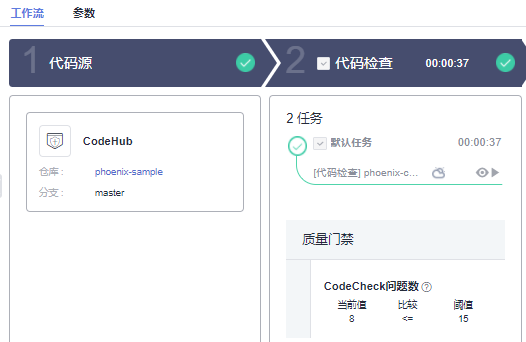 工作流 参数
1 代码源
2 代码检查 00:00:37
CodeHub
仓库： phoenix-sample
分支： master
2 任务
默认任务 00:00:37
[代码检查] phoenix-c...
质量门禁
CodeCheck问题数 ?
当前值 比较 阈值
8 <= 15